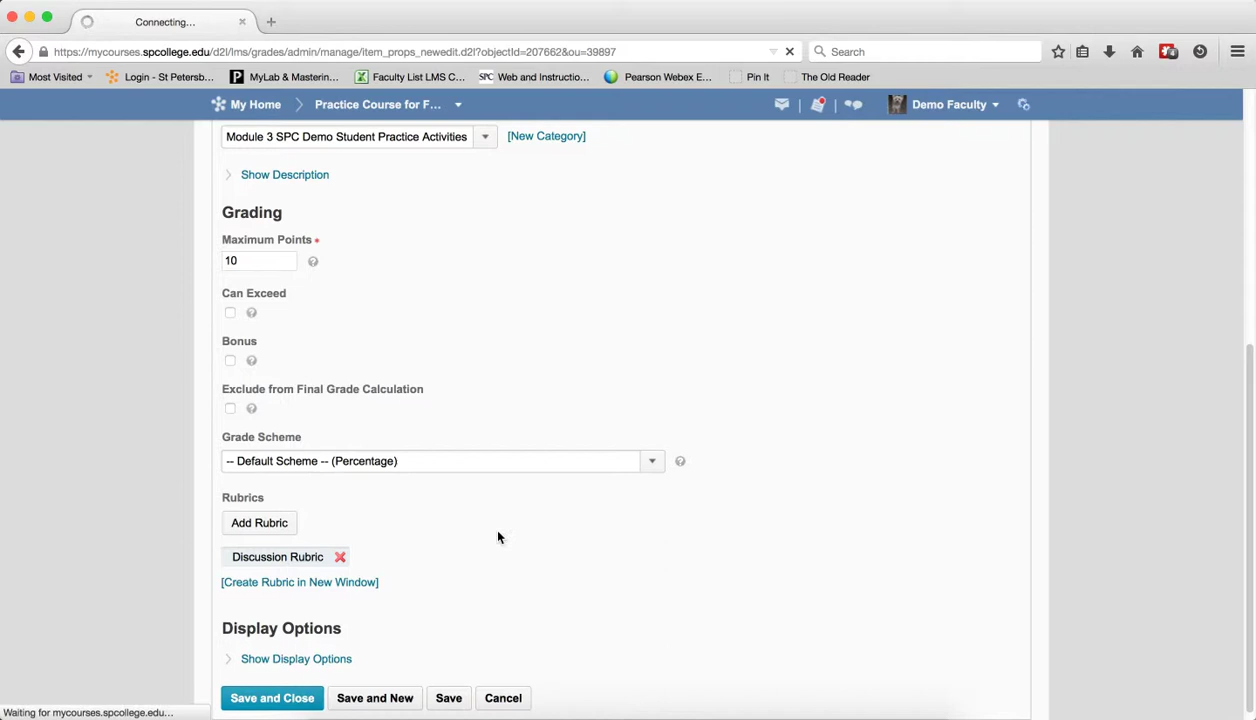 Connecting...
https://mycourses.spcollege.edu/d2l/lms/grades/admin/manage/item_props_newedit.d2l?objectId=207662&ou=39897
Search
Most Visited
Login - St Petersb...
MyLab & Mastering...
Faculty List LMS C...
SPC Web and Instructio...
Pearson Webex E...
Pin It
The Old Reader
My Home
Practice Course for F...
Demo Faculty
Module 3 SPC Demo Student Practice Activities
[New Category]
Show Description
Grading
Maximum Points
10
Can Exceed
Bonus
Exclude from Final Grade Calculation
Grade Scheme
-- Default Scheme -- (Percentage)
Rubrics
Add Rubric
Discussion Rubric
[Create Rubric in New Window]
Display Options
Show Display Options
Save and Close
Save and New
Save
Cancel
Waiting for mycourses.spcollege.edu...